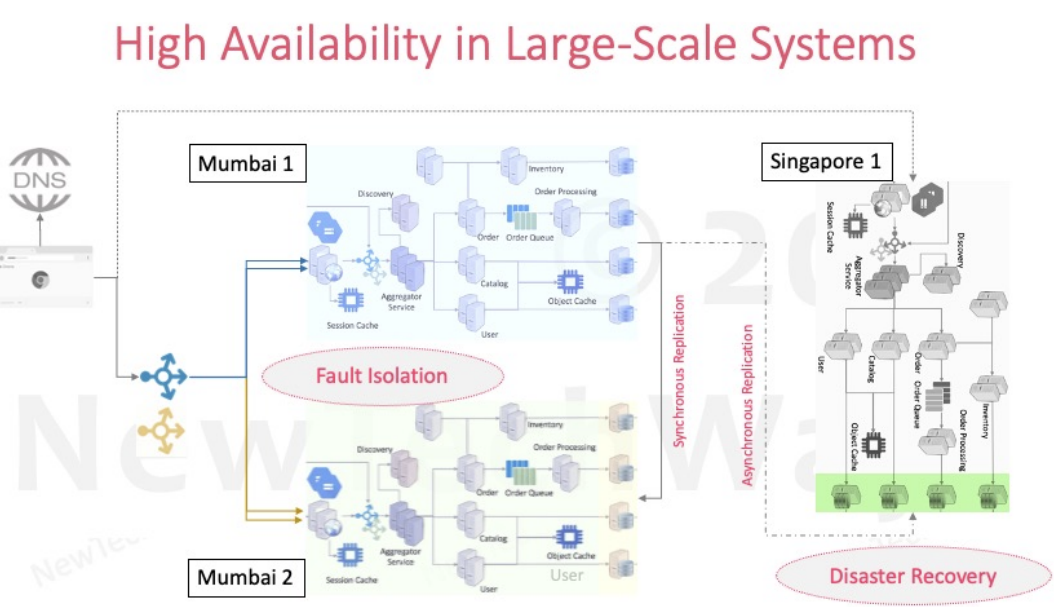 High Availability in Large-Scale Systems
DNS
Mumbai 1
Discovery
Inventory
Order Processing
Order
Order Queue
Catalog
Object Cache
Aggregator
Service
Session Cache
User
Fault Isolation
Discovery
Inventory
Order Processing
Order
Order Queue
Catalog
Object Cache
Aggregator
Service
Session Cache
User
User
Mumbai 2
Synchronous Replication
Asynchronous Replication
Singapore 1
Session Cache
Discovery
Aggregator
Service
User
Catalog
Order
Order Queue
Inventory
Order Processing
Object Cache
Disaster Recovery